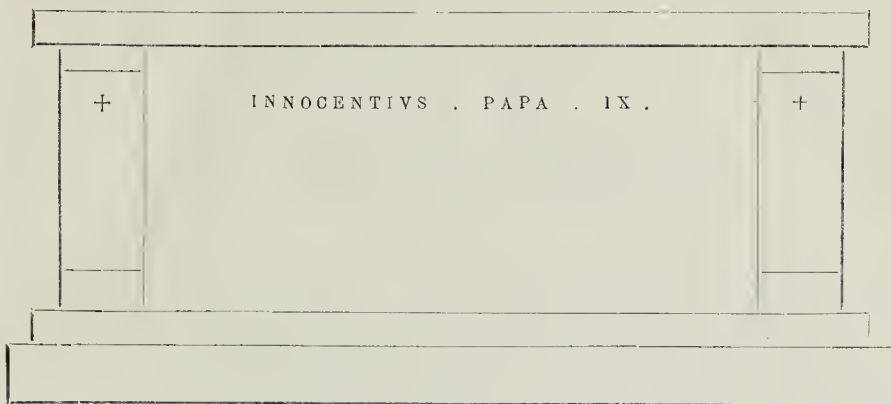 + INNOCENTIVS . PAPA . IX . +